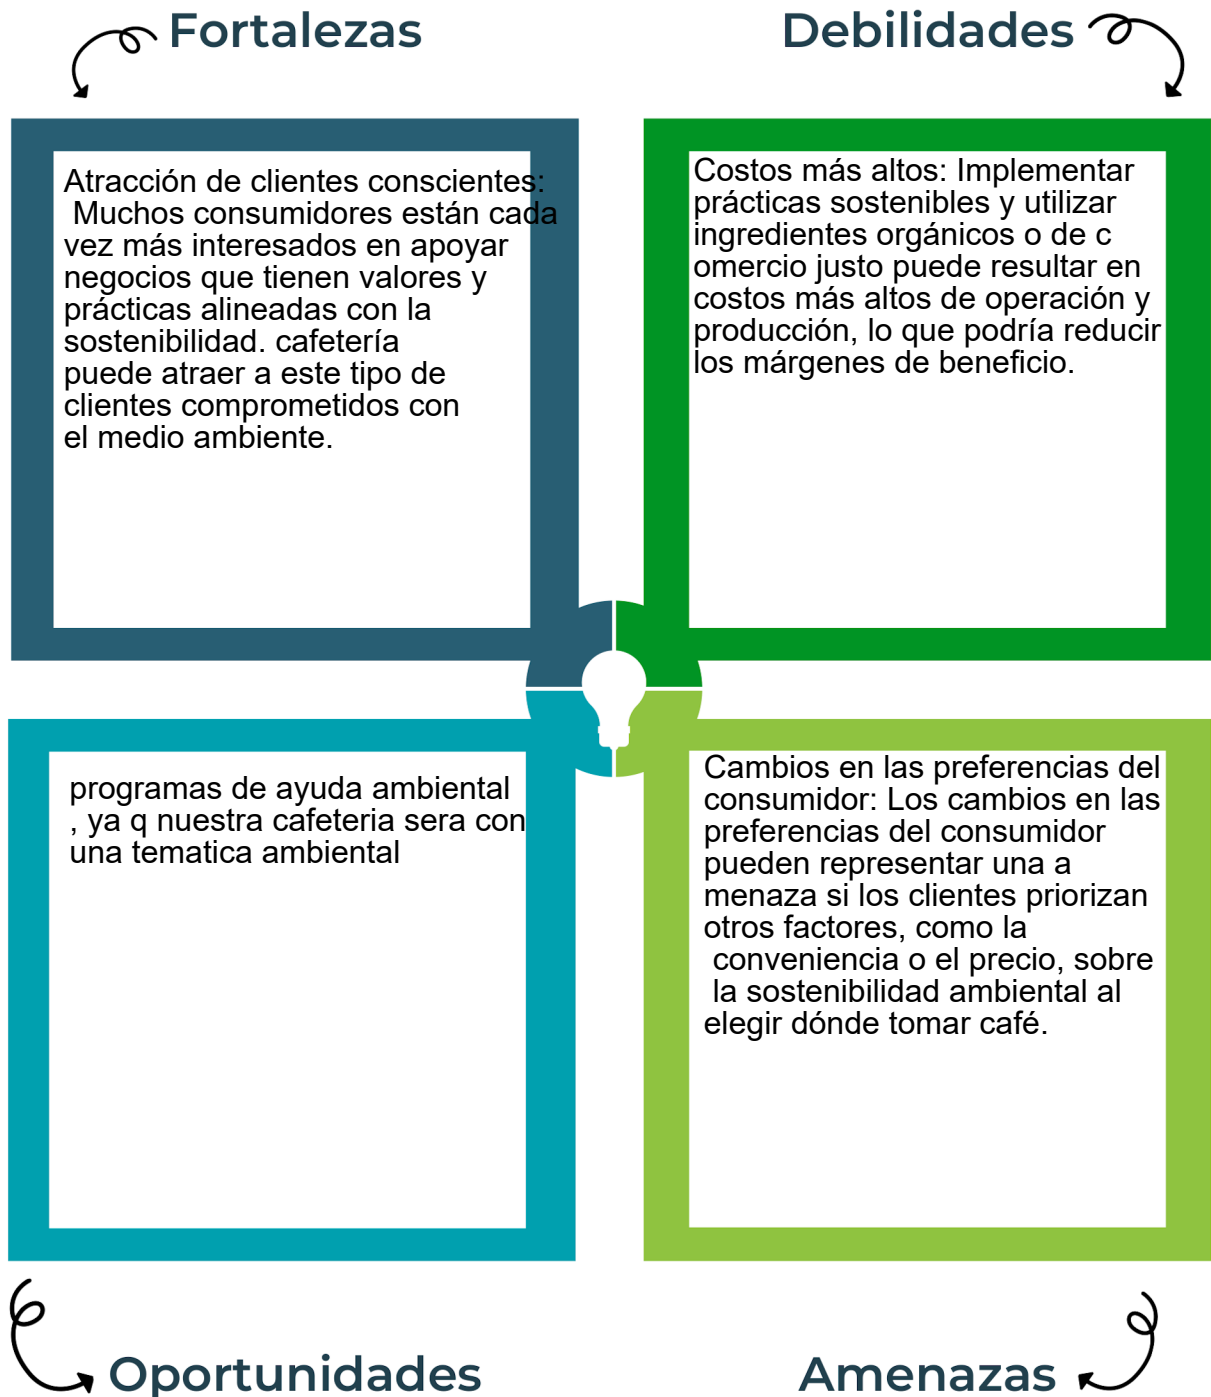 Fortalezas
Debilidades
Atracción de clientes conscientes:
Muchos consumidores están cada
vez más interesados en apoyar
negocios que tienen valores y
prácticas alineadas con la
sostenibilidad. cafetería
puede atraer a este tipo de
clientes comprometidos con
el medio ambiente.
Costos más altos: Implementar
prácticas sostenibles y utilizar
ingredientes orgánicos o de c
omercio justo puede resultar en
costos más altos de operación y
producción, lo que podría reducir
los márgenes de beneficio.
programas de ayuda ambiental
, ya q nuestra cafeteria sera con
una tematica ambiental
Cambios en las preferencias del
consumidor: Los cambios en las
preferencias del consumidor
pueden representar una a
menaza si los clientes priorizan
otros factores, como la
conveniencia o el precio, sobre
la sostenibilidad ambiental al
elegir dónde tomar café.
Oportunidades
Amenazas